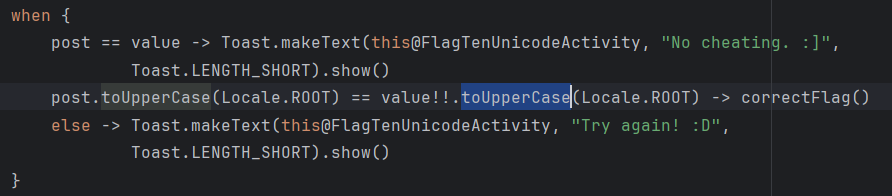 when {
    post == value -> Toast.makeText(this@FlagTenUnicodeActivity, "No cheating. :]",
            Toast.LENGTH_SHORT).show()
    post.toUpperCase(Locale.ROOT) == value!!.toUpperCase(Locale.ROOT) -> correctFlag()
    else -> Toast.makeText(this@FlagTenUnicodeActivity, "Try again! :D",
            Toast.LENGTH_SHORT).show()
}